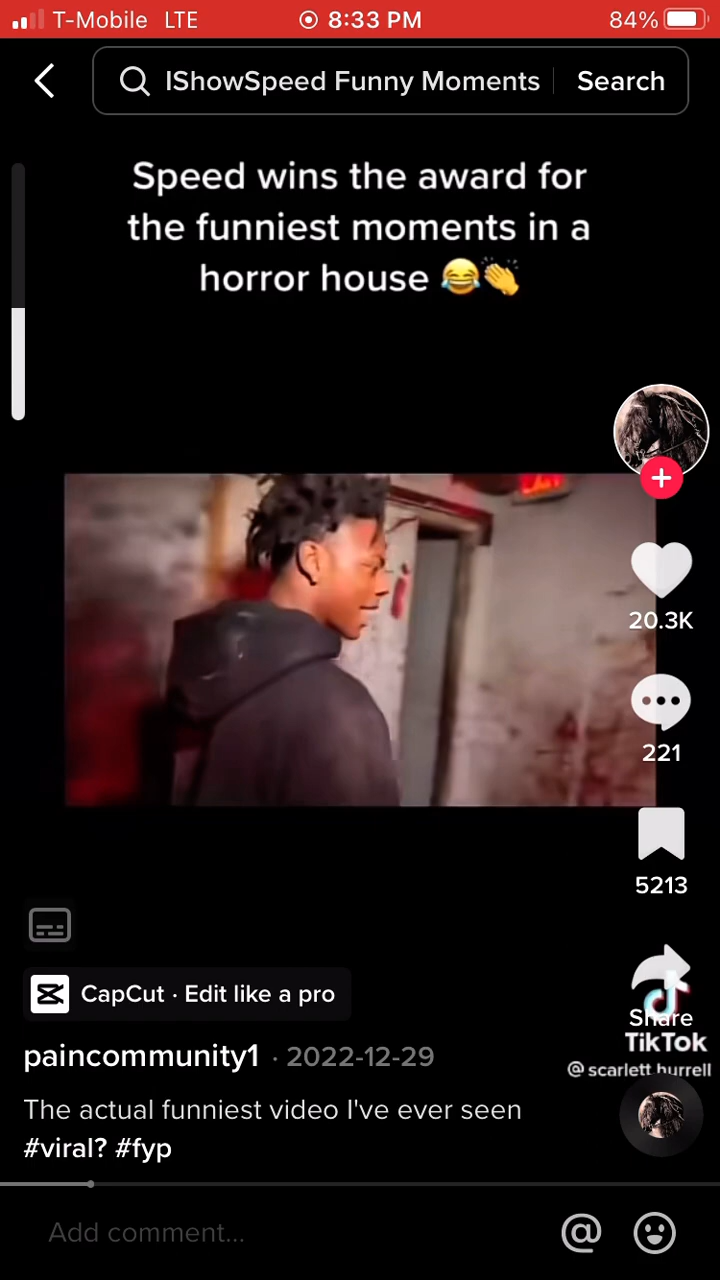 T-Mobile LTE 8:33 PM 84%
IShowSpeed Funny Moments Search
Speed wins the award for
the funniest moments in a
horror house 😂👏
20.3K
221
5213
Share
TikTok
@scarlett hurrell
CapCut · Edit like a pro
paincommunity1 · 2022-12-29
The actual funniest video I've ever seen
#viral? #fyp
Add comment...